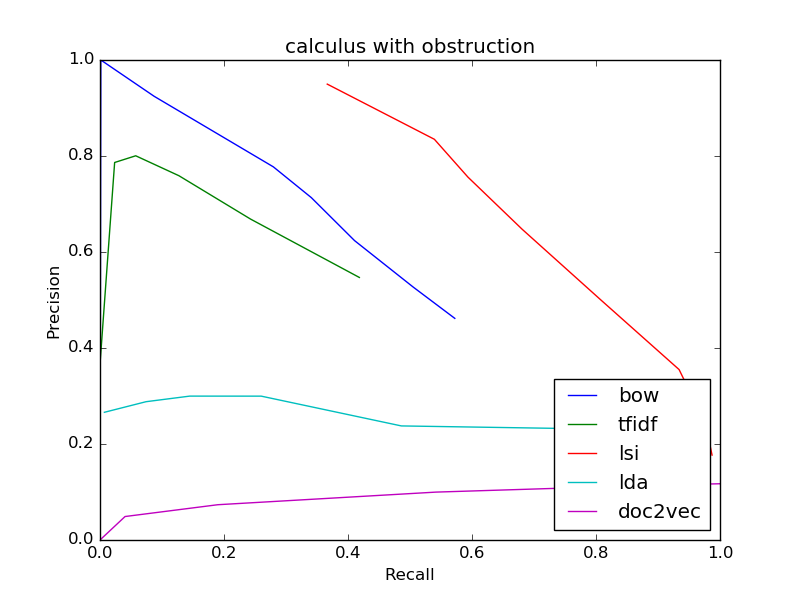 calculus with obstruction
1.0
0.8
0.6
0.4
0.2
0.0
Precision
0.0 0.2 0.4 0.6 0.8 1.0
Recall
bow
tfidf
lsi
lda
doc2vec